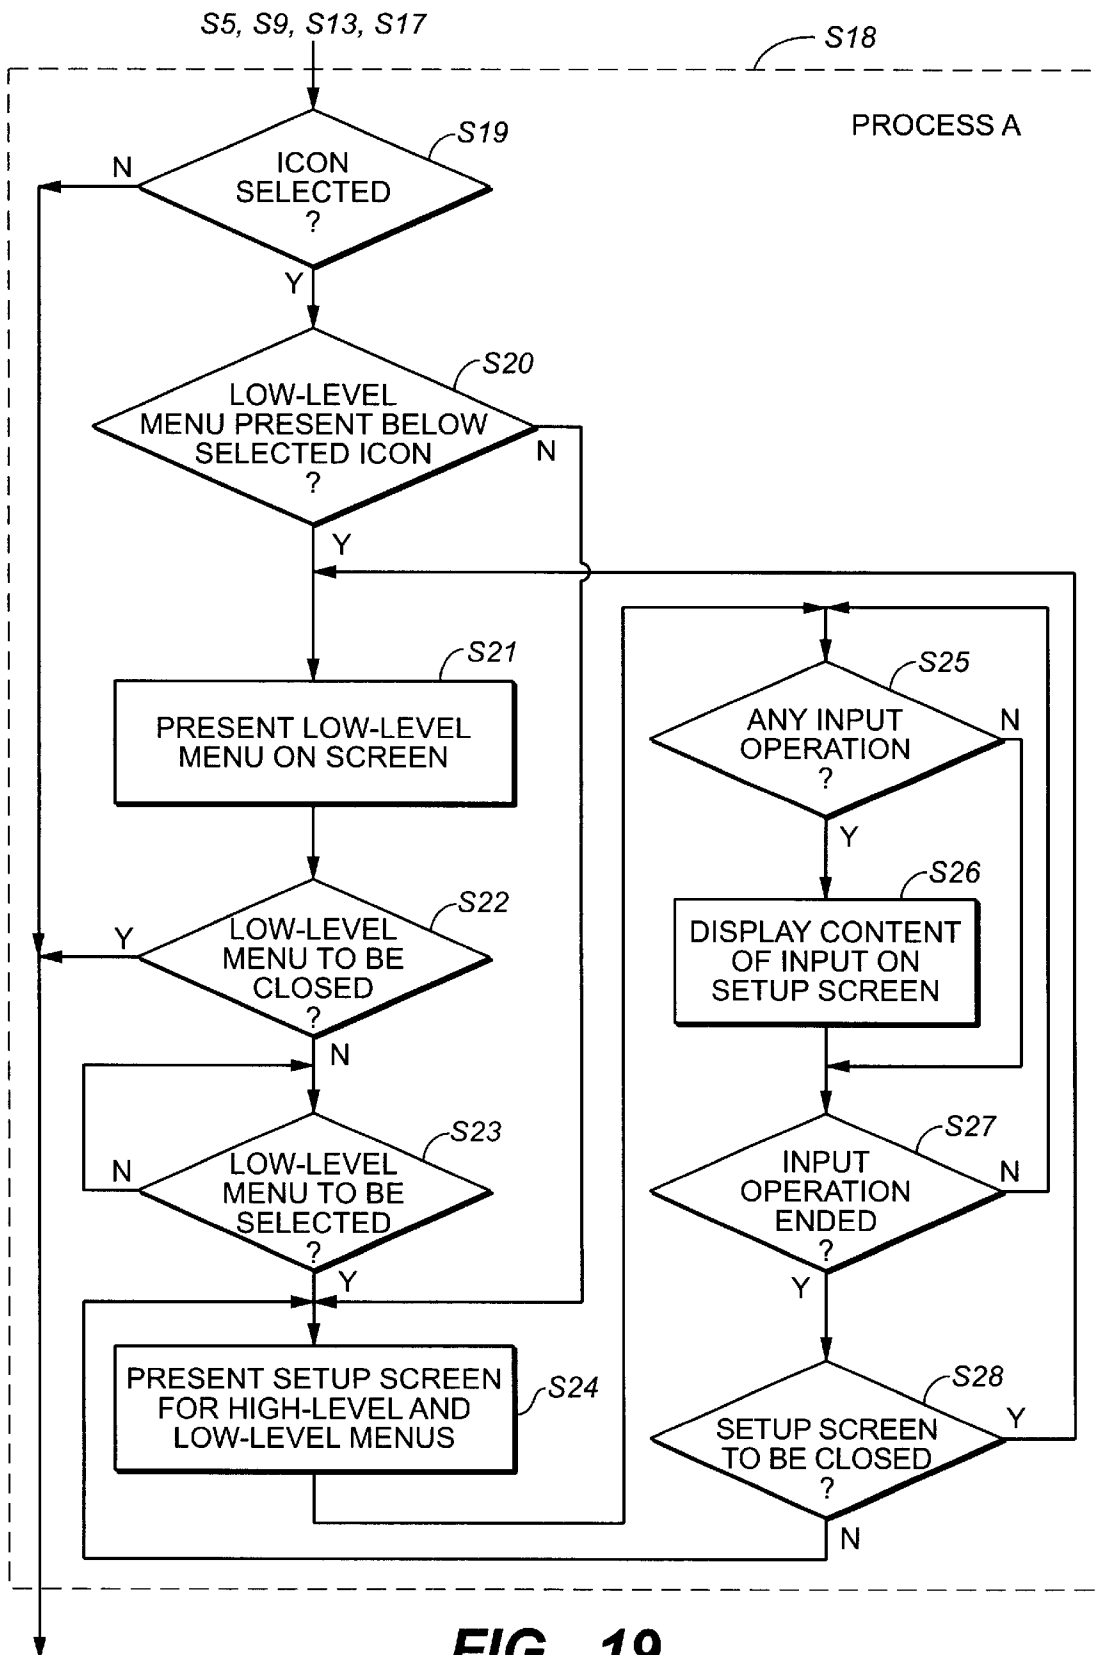 S5, S9, S13, S17
S18
PROCESS A
S19
ICON
SELECTED
?
N
Y
S20
LOW-LEVEL
MENU PRESENT BELOW
SELECTED ICON
?
N
Y
S21
PRESENT LOW-LEVEL
MENU ON SCREEN
S22
LOW-LEVEL
MENU TO BE
CLOSED
?
Y
N
S23
LOW-LEVEL
MENU TO BE
SELECTED
?
N
Y
PRESENT SETUP SCREEN
FOR HIGH-LEVEL AND
LOW-LEVEL MENUS
S24
S25
ANY INPUT
OPERATION
?
N
Y
S26
DISPLAY CONTENT
OF INPUT ON
SETUP SCREEN
S27
INPUT
OPERATION
ENDED
?
N
Y
S28
SETUP SCREEN
TO BE CLOSED
?
Y
N
FIG._19